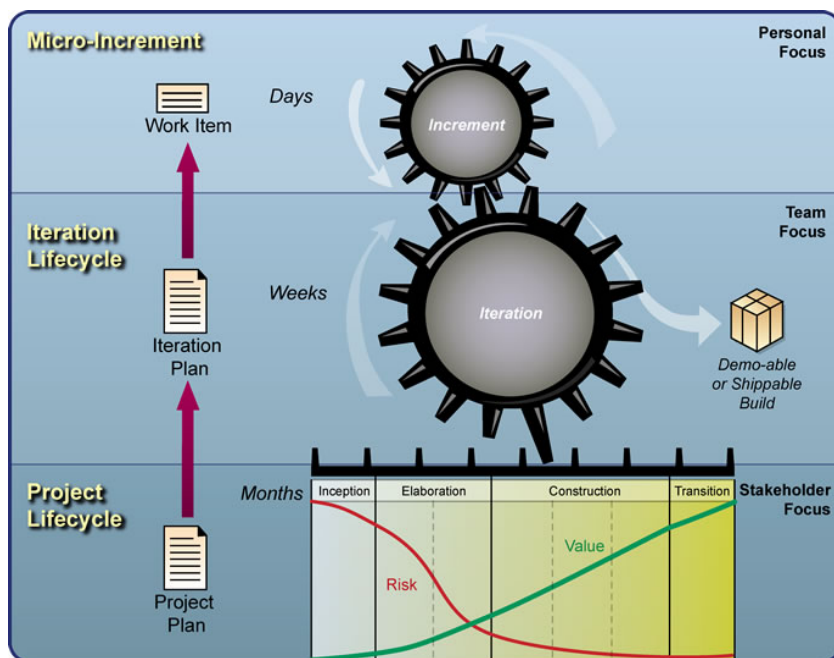 Micro-Increment
Personal
Focus
Days
Work Item
Increment
Iteration
Lifecycle
Team
Focus
Weeks
Iteration
Iteration
Plan
Demo-able
or Shippable
Build
Project
Lifecycle
Months
Inception
Elaboration
Construction
Transition
Stakeholder
Focus
Value
Risk
Project
Plan